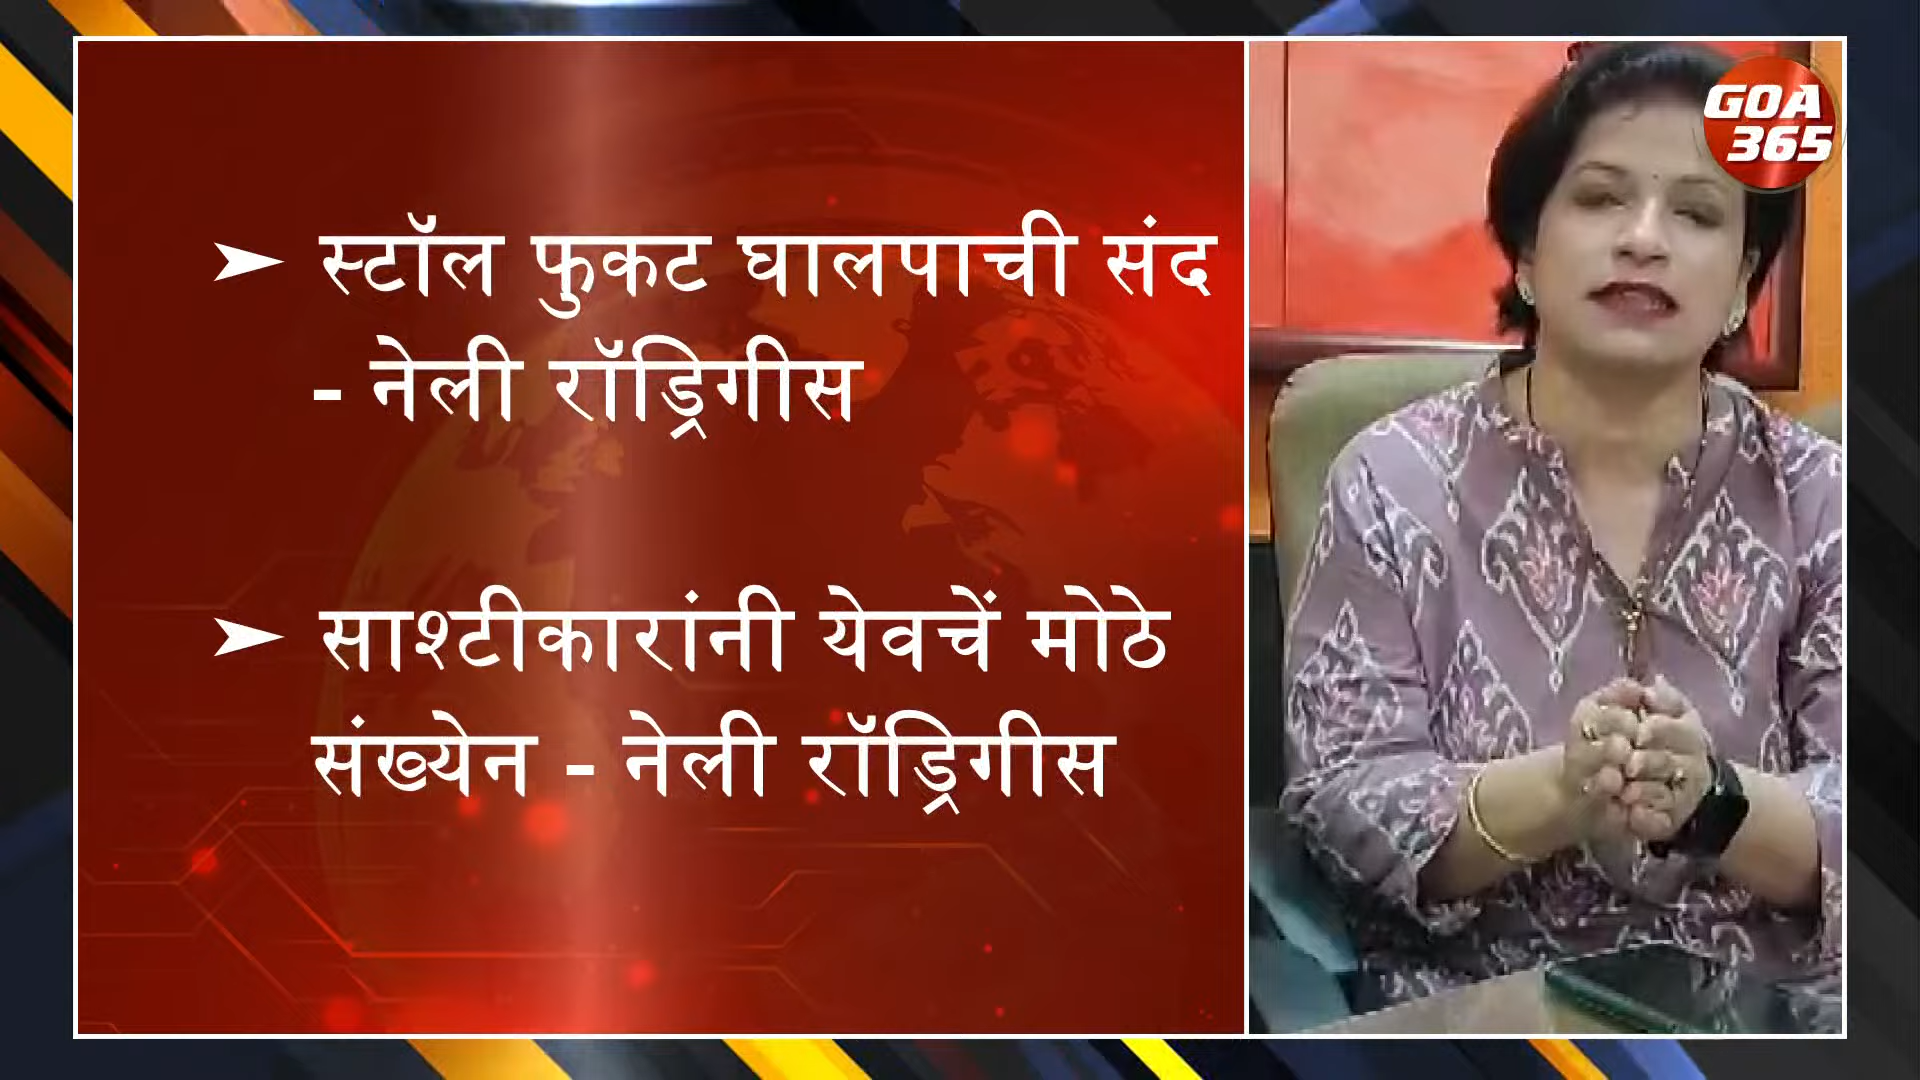 ➤ स्टॉल फुकट घालपाची संद
- नेली रॉड्रिगीस
➤ साश्टीकारांनी येवचें मोठे
संख्येन - नेली रॉड्रिगीस
GOA
365